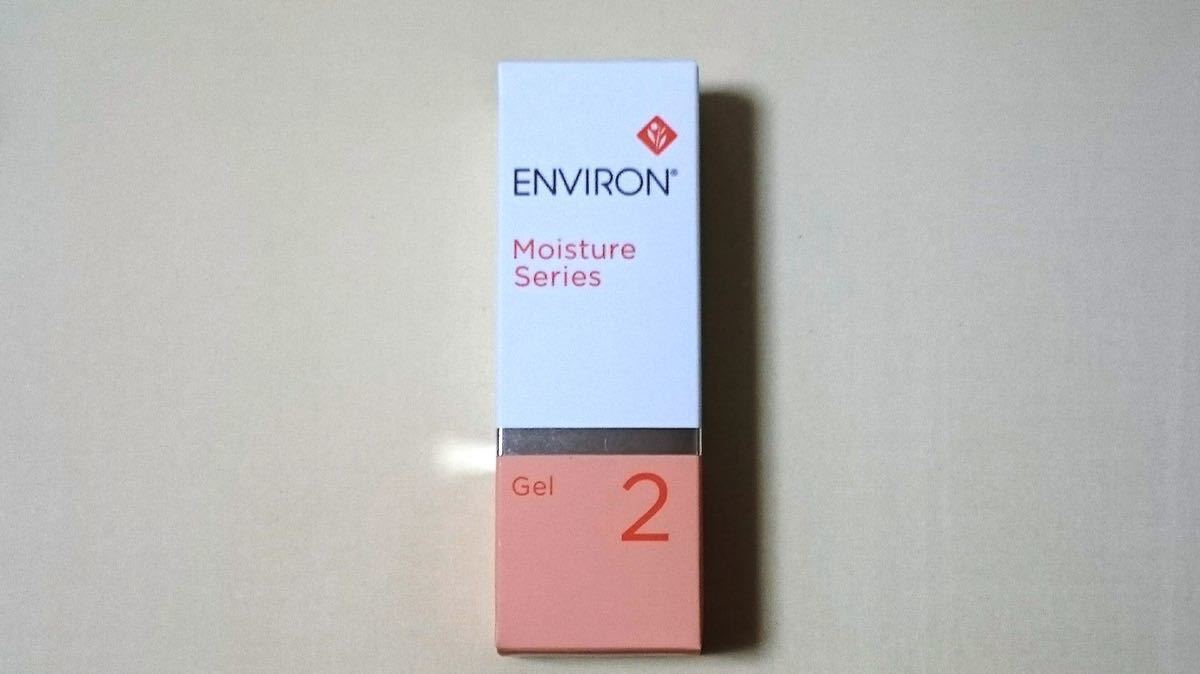 ENVIRON®
Moisture
Series
Gel
2